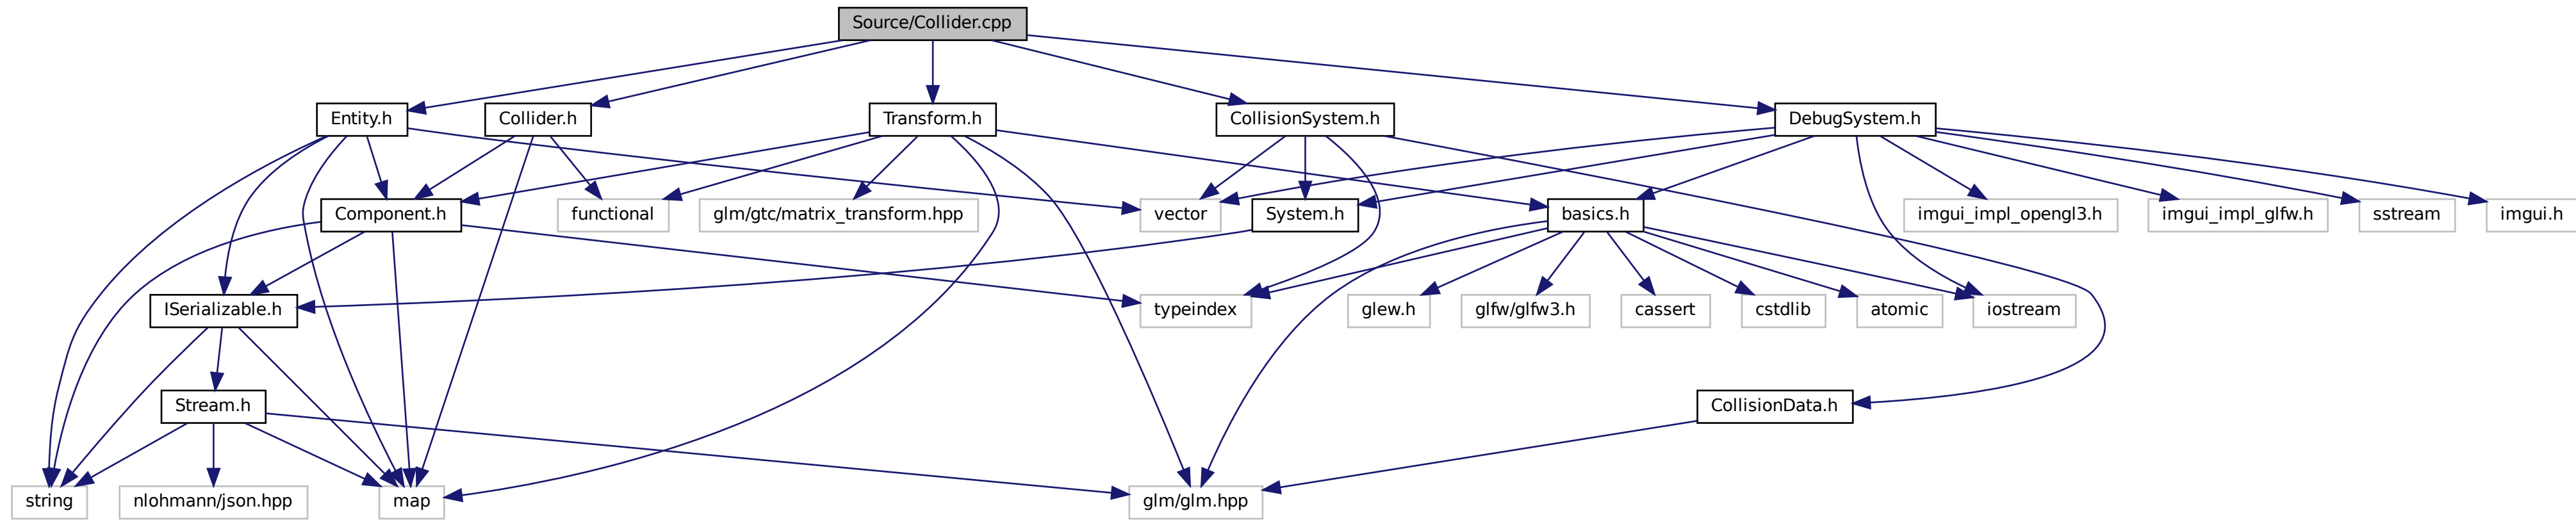 Source/Collider.cpp
Entity.h
Collider.h
Transform.h
CollisionSystem.h
DebugSystem.h
Component.h
functional
glm/gtc/matrix_transform.hpp
vector
System.h
basics.h
imgui_impl_opengl3.h
imgui_impl_glfw.h
sstream
imgui.h
ISerializable.h
typeindex
glew.h
glfw/glfw3.h
cassert
cstdlib
atomic
iostream
Stream.h
CollisionData.h
string
nlohmann/json.hpp
map
glm/glm.hpp